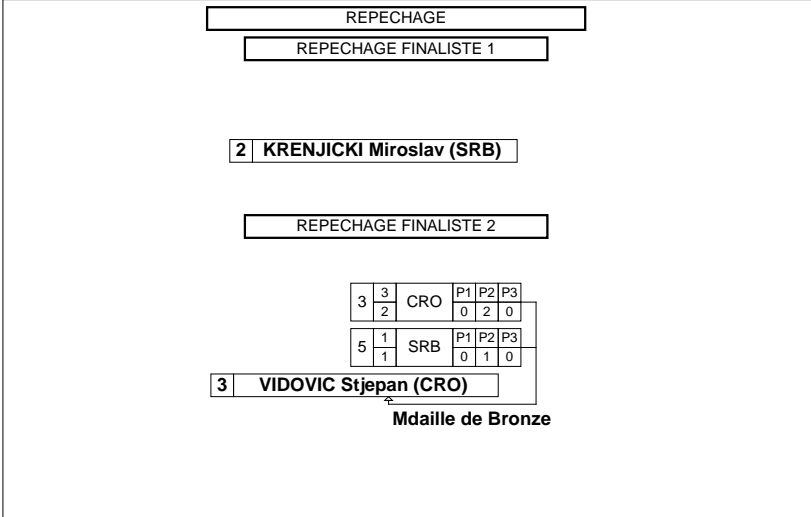 REPECHAGE
REPECHAGE FINALISTE 1
2 KRENJICKI Miroslav (SRB)
REPECHAGE FINALISTE 2
3 3 2 CRO P1 P2 P3 0 2 0
5 1 1 SRB P1 P2 P3 0 1 0
3 VIDOVIC Stjepan (CRO)
Mdaille de Bronze